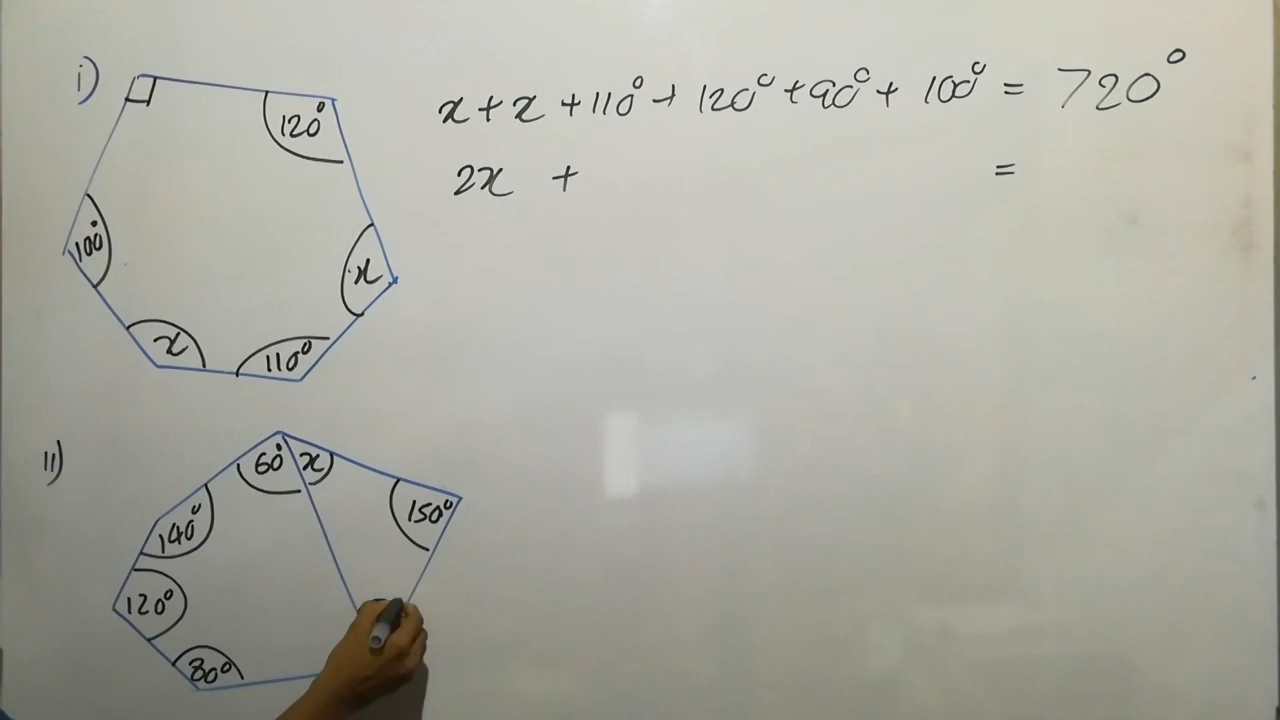 i)
120°
100°
x
x
110°
x + x + 110° + 120° + 90° + 100° = 720°
2x + =
ii)
60° x
140°
150°
120°
80°